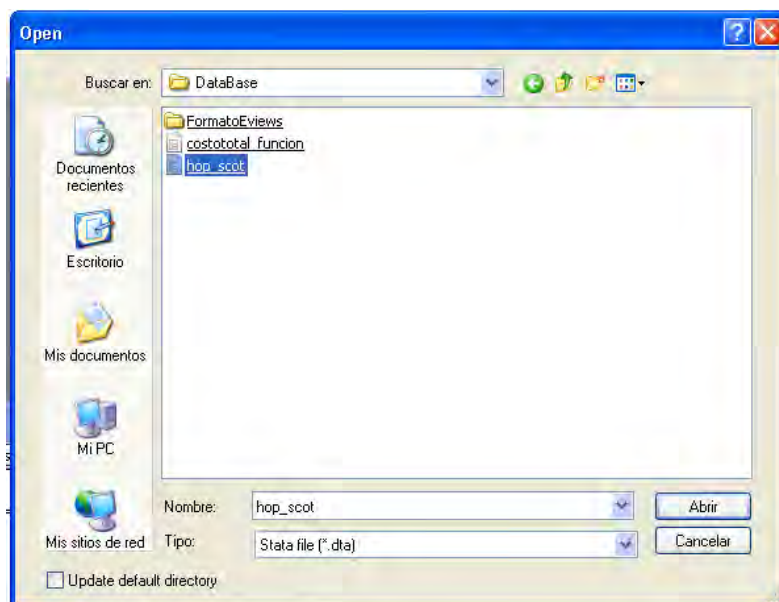 Open
Buscar en: DataBase
FormatoEviews
costototal_funcion
hop_scot
Documentos
recientes
Escritorio
Mis documentos
Mi PC
Mis sitios de red
Nombre: hop_scot Abrir
Tipo: Stata file (*.dta) Cancelar
Update default directory